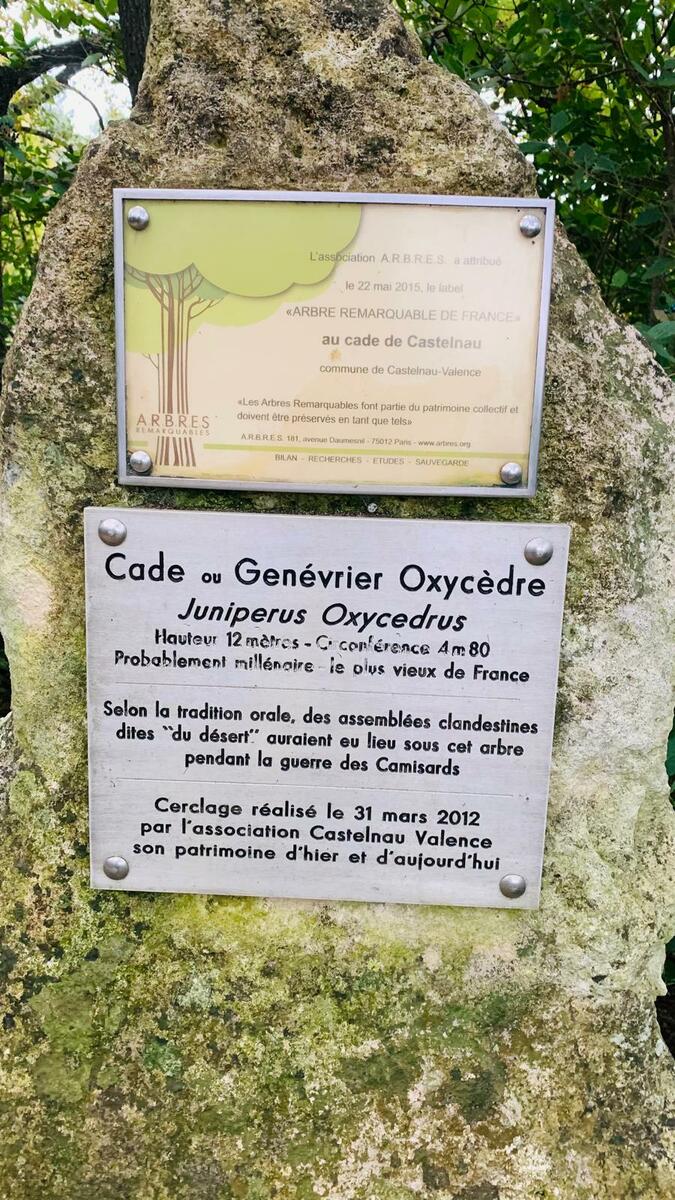 L'association A.R.B.R.E.S. a attribué
le 22 mai 2015, le label
«ARBRE REMARQUABLE DE FRANCE»
au cade de Castelnau
commune de Castelnau-Valence
«Les Arbres Remarquables font partie du patrimoine collectif et
doivent être préservés en tant que tels»
A.R.B.R.E.S. 181, avenue Daumesnil - 75012 Paris - www.arbres.org
BILAN - RECHERCHES - ETUDES - SAUVEGARDE
ARBRES
REMARQUABLES
Cade ou Genévrier Oxycèdre
Juniperus Oxycedrus
Hauteur 12 mètres - Circonférence 4m80
Probablement millénaire - le plus vieux de France
Selon la tradition orale, des assemblées clandestines
dites "du désert" auraient eu lieu sous cet arbre
pendant la guerre des Camisards
Cerclage réalisé le 31 mars 2012
par l'association Castelnau Valence
son patrimoine d'hier et d'aujourd'hui